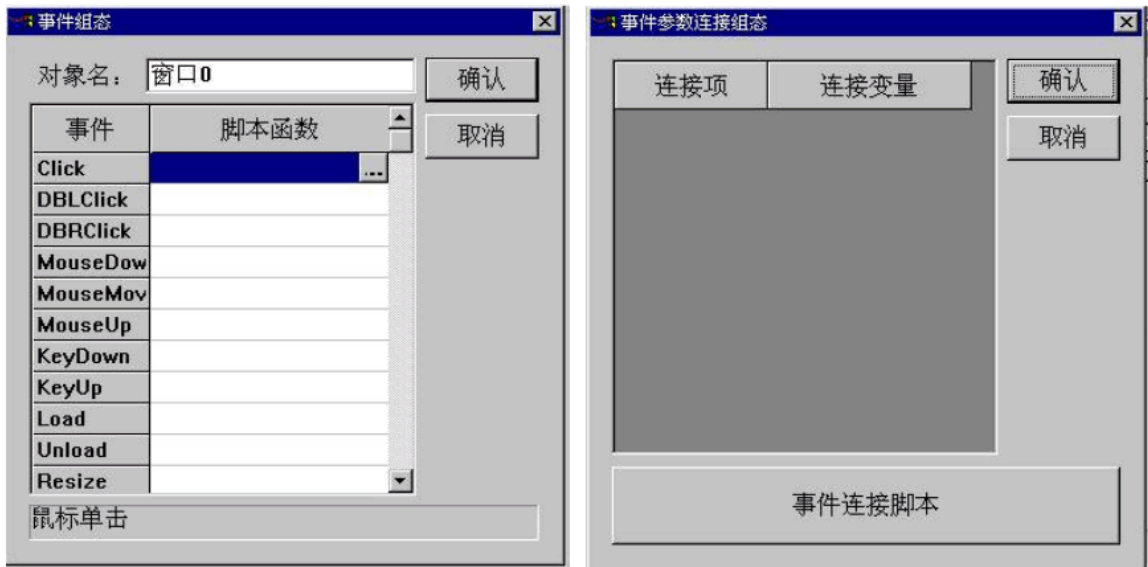 事件组态
对象名： 窗口0 确认
事件 脚本函数 取消
Click ...
DBLClick
DBRClick
MouseDow
MouseMov
MouseUp
KeyDown
KeyUp
Load
Unload
Resize
鼠标单击
事件参数连接组态
连接项 连接变量 确认
取消
事件连接脚本